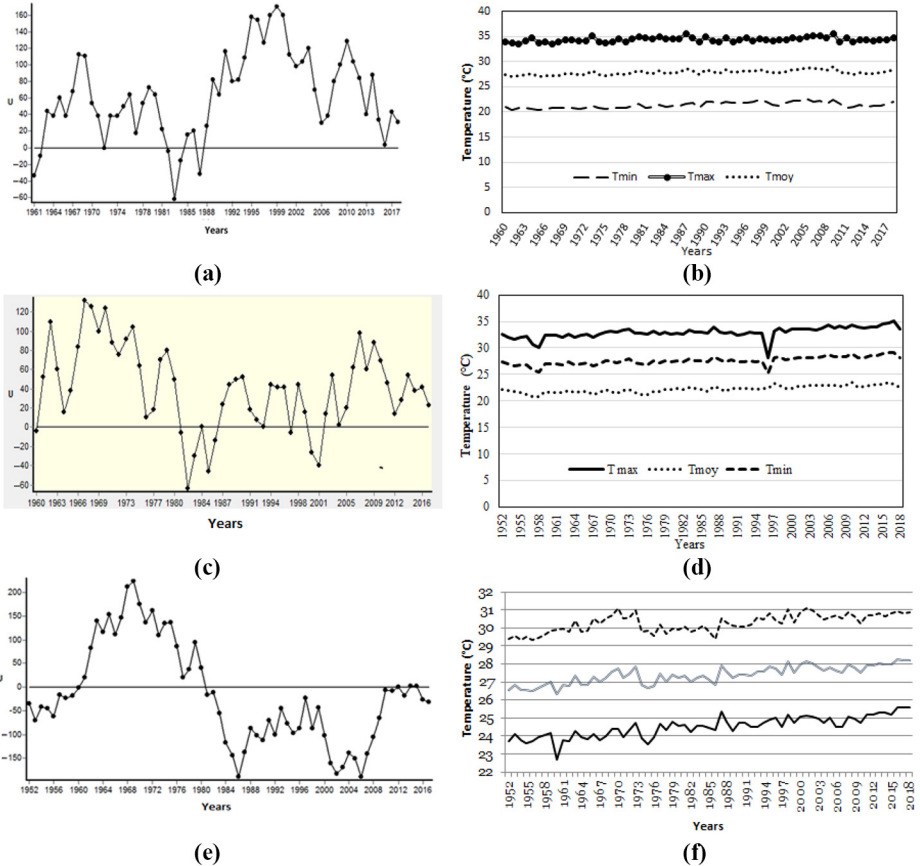 160
140
120
100
80
60
40
20
0
−20
−40
−60
U
1961 1964 1967 1970 1974 1978 1981 1985 1988 1992 1995 1999 2002 2006 2010 2013 2017
Years
(a)
40
35
30
25
20
15
10
5
0
Temperature (°C)
Tmin Tmax Tmoy
1960 1963 1966 1969 1972 1975 1978 1981 1984 1987 1990 1993 1996 1999 2002 2005 2008 2011 2014 2017
Years
(b)
120
100
80
60
40
20
0
−20
−40
−60
U
1960 1963 1966 1969 1973 1977 1980 1984 1987 1991 1994 1998 2001 2005 2009 2012 2016
Years
(c)
40
35
30
25
20
15
10
5
0
Temperature (°C)
T max Tmoy Tmin
1952 1955 1958 1961 1964 1967 1970 1973 1976 1979 1982 1985 1988 1991 1994 1997 2000 2003 2006 2009 2012 2015 2018
Years
(d)
200
150
100
50
0
−50
−100
−150
1952 1956 1960 1964 1968 1972 1976 1980 1984 1988 1992 1996 2000 2004 2008 2012 2016
Years
(e)
32
31
30
29
28
27
26
25
24
23
22
Temperature (°C)
1952 1955 1958 1961 1964 1967 1970 1973 1976 1979 1982 1985 1988 1991 1994 1997 2000 2003 2006 2009 2012 2015 2018
Years
(f)